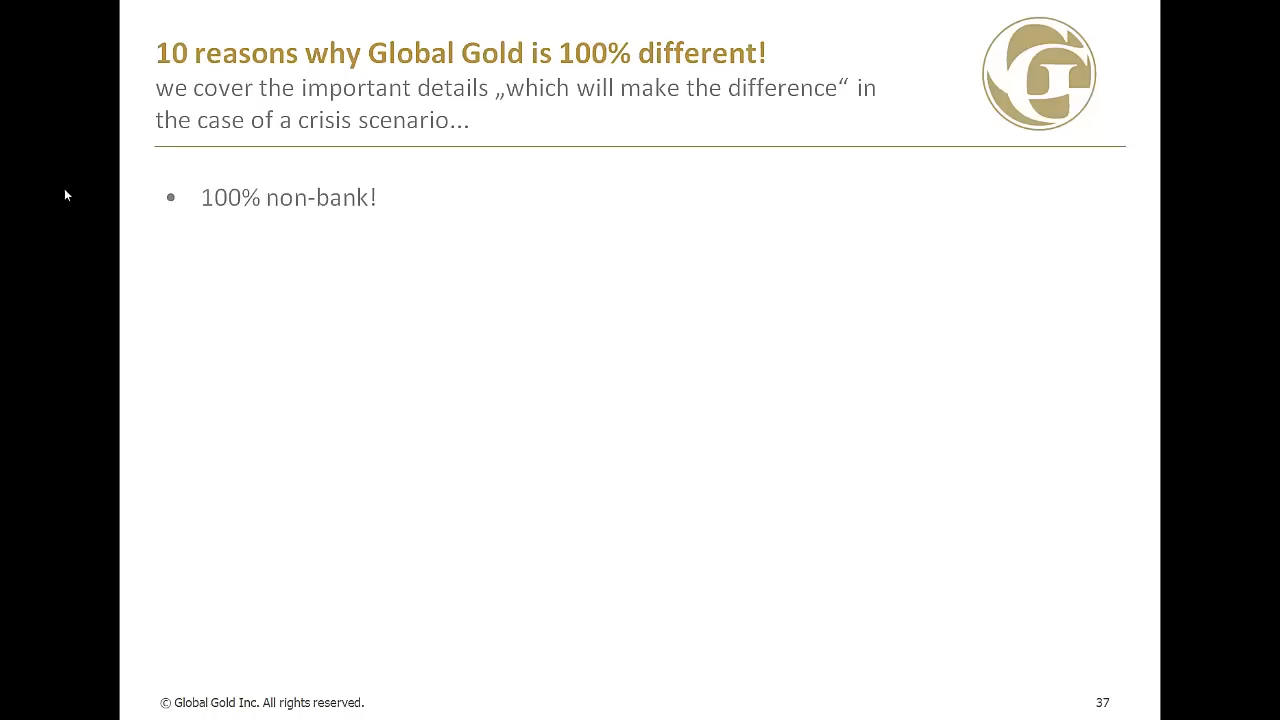 10 reasons why Global Gold is 100% different!
we cover the important details „which will make the difference“ in
the case of a crisis scenario...
• 100% non-bank!
© Global Gold Inc. All rights reserved.
37